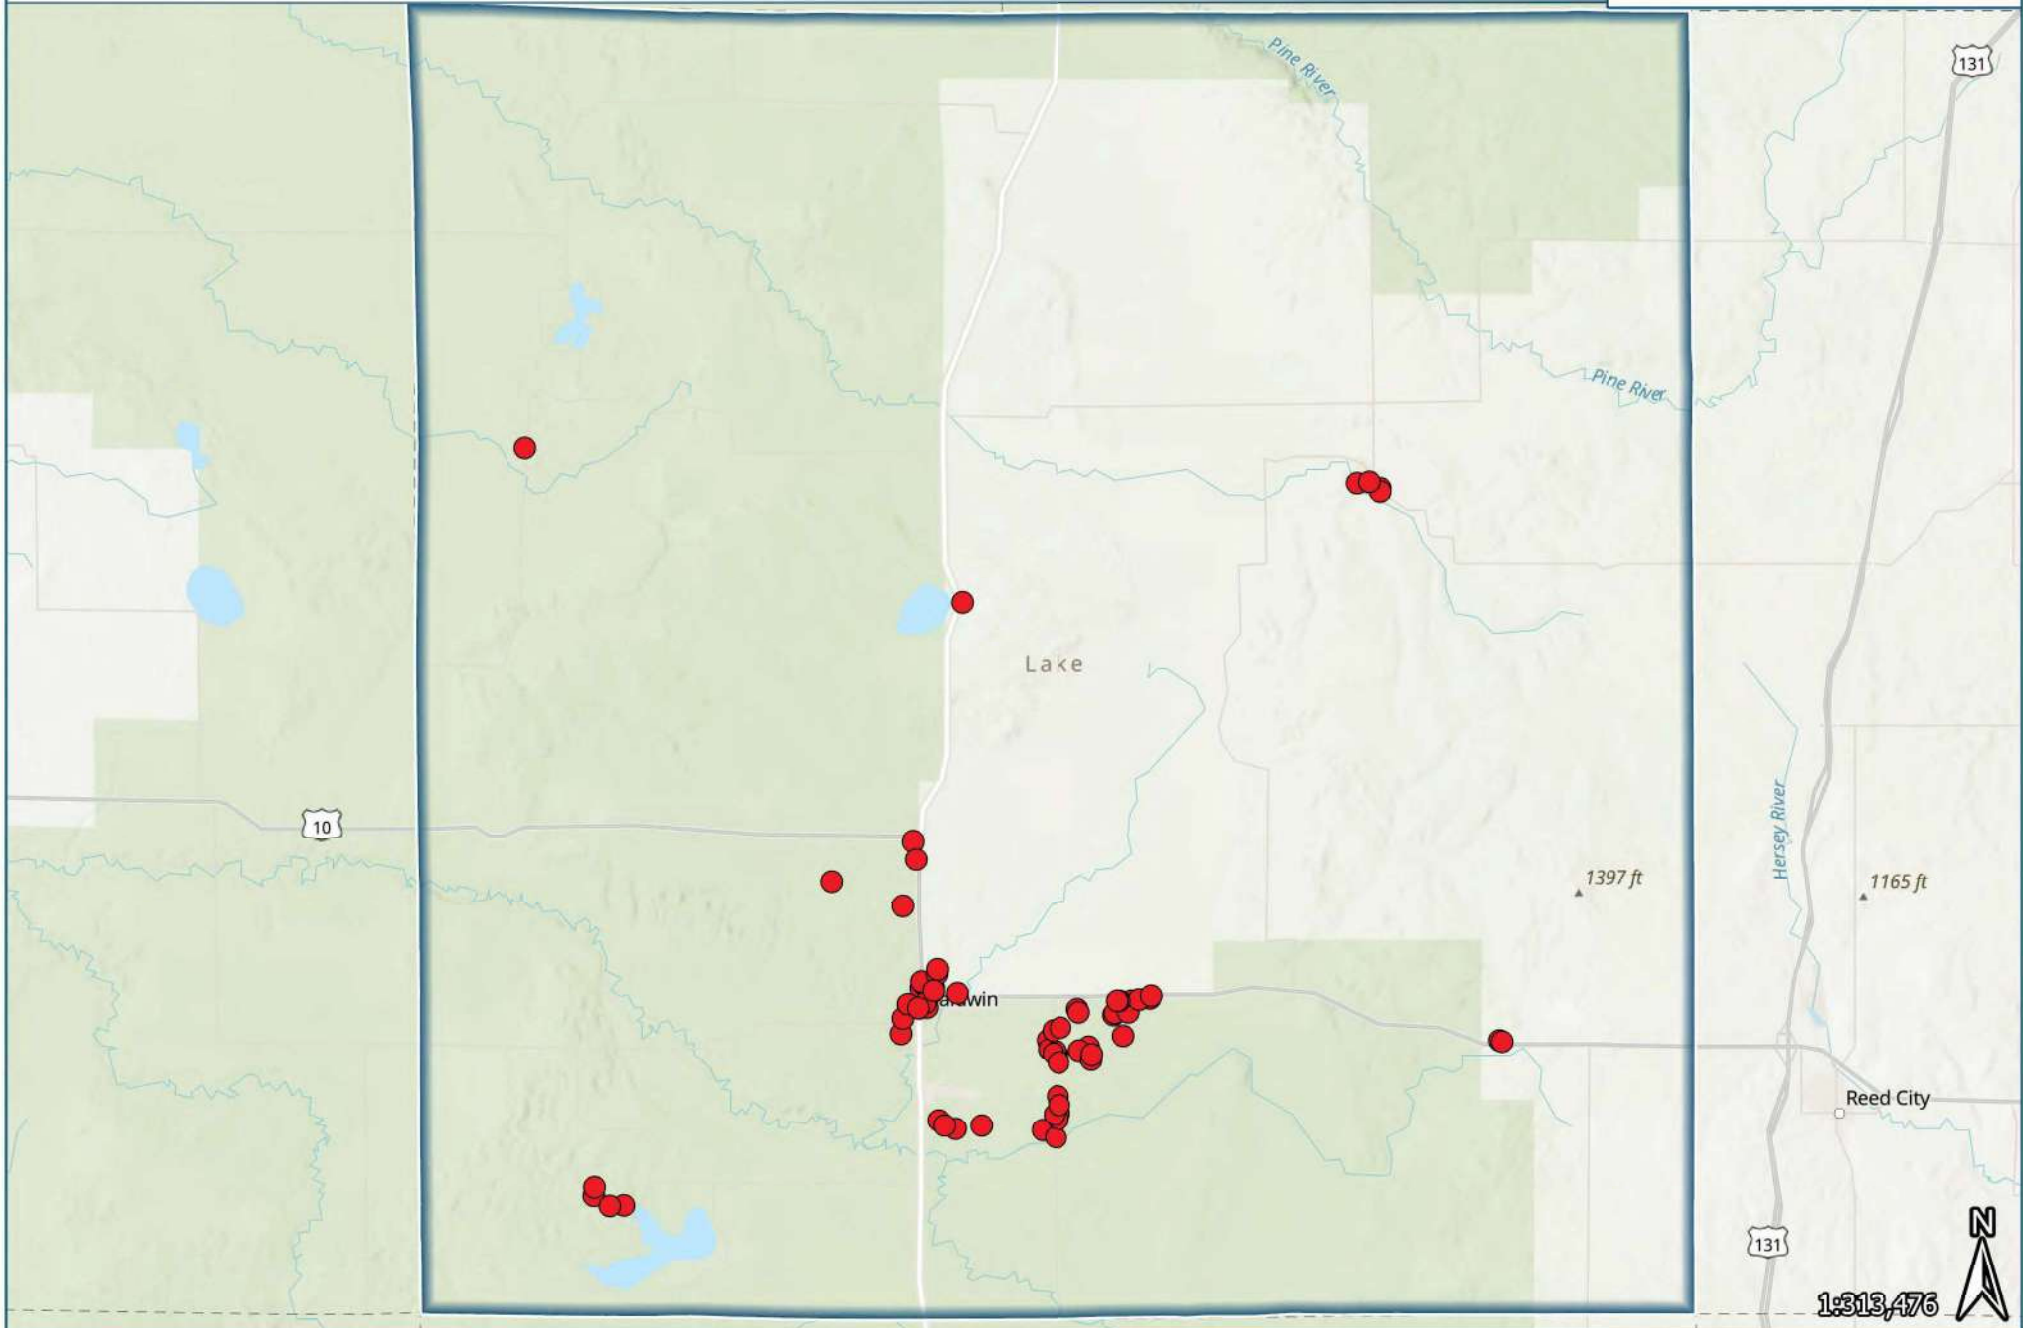 Pine River
131
Pine River
Lake
10
1397 ft
1165 ft
Hersey River
Reed City
N
131
1:313,476